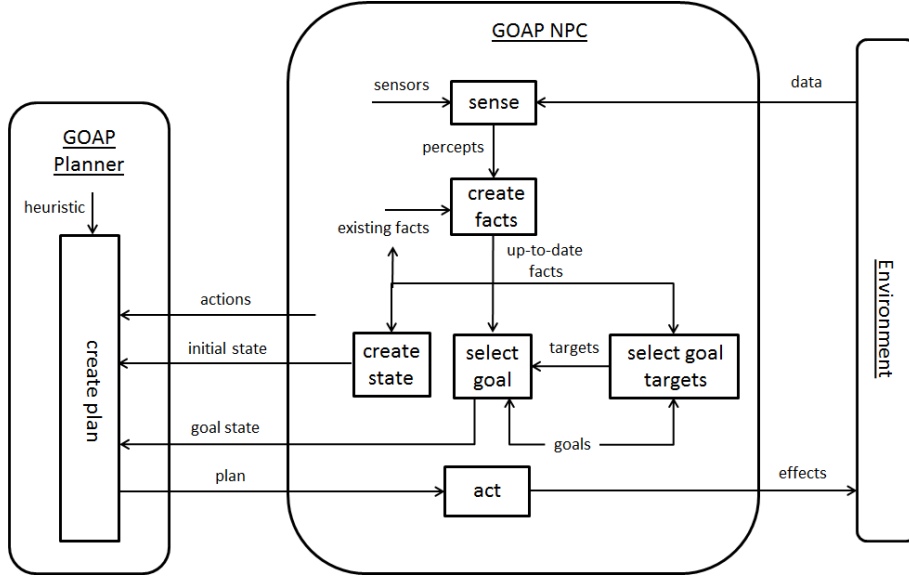 GOAP NPC
sensors
data
sense
percepts
GOAP
Planner
heuristic
create
facts
existing facts
up-to-date
facts
actions
initial state
create
state
select
goal
targets
select goal
targets
create plan
goal state
goals
plan
act
effects
Environment